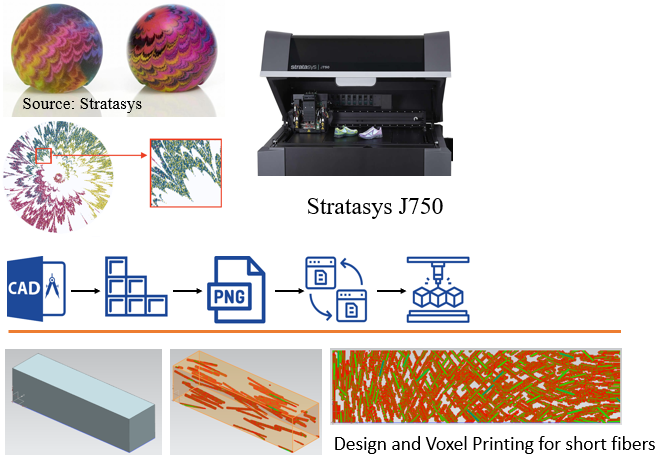 Source: Stratasys
stratasys
J750
Stratasys J750
CAD
PNG
Design and Voxel Printing for short fibers